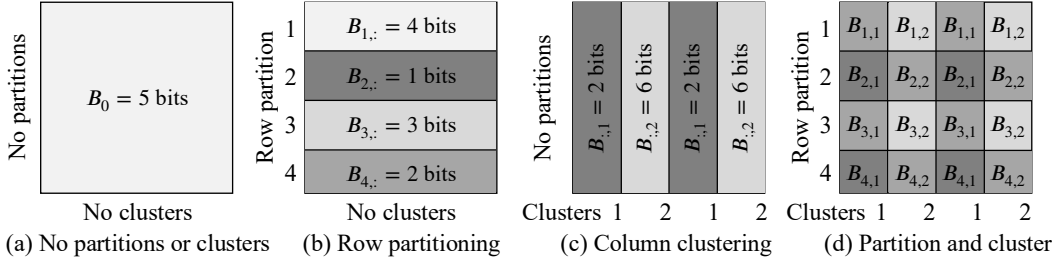 No partitions
B0 = 5 bits
No clusters
(a) No partitions or clusters
Row partition
1
2
3
4
B1,: = 4 bits
B2,: = 1 bits
B3,: = 3 bits
B4,: = 2 bits
No clusters
(b) Row partitioning
No partitions
B:,1 = 2 bits
B:,2 = 6 bits
B:,1 = 2 bits
B:,2 = 6 bits
Clusters 1 2 1 2
(c) Column clustering
Row partition
1
2
3
4
B1,1 B1,2 B1,1 B1,2
B2,1 B2,2 B2,1 B2,2
B3,1 B3,2 B3,1 B3,2
B4,1 B4,2 B4,1 B4,2
Clusters 1 2 1 2
(d) Partition and cluster